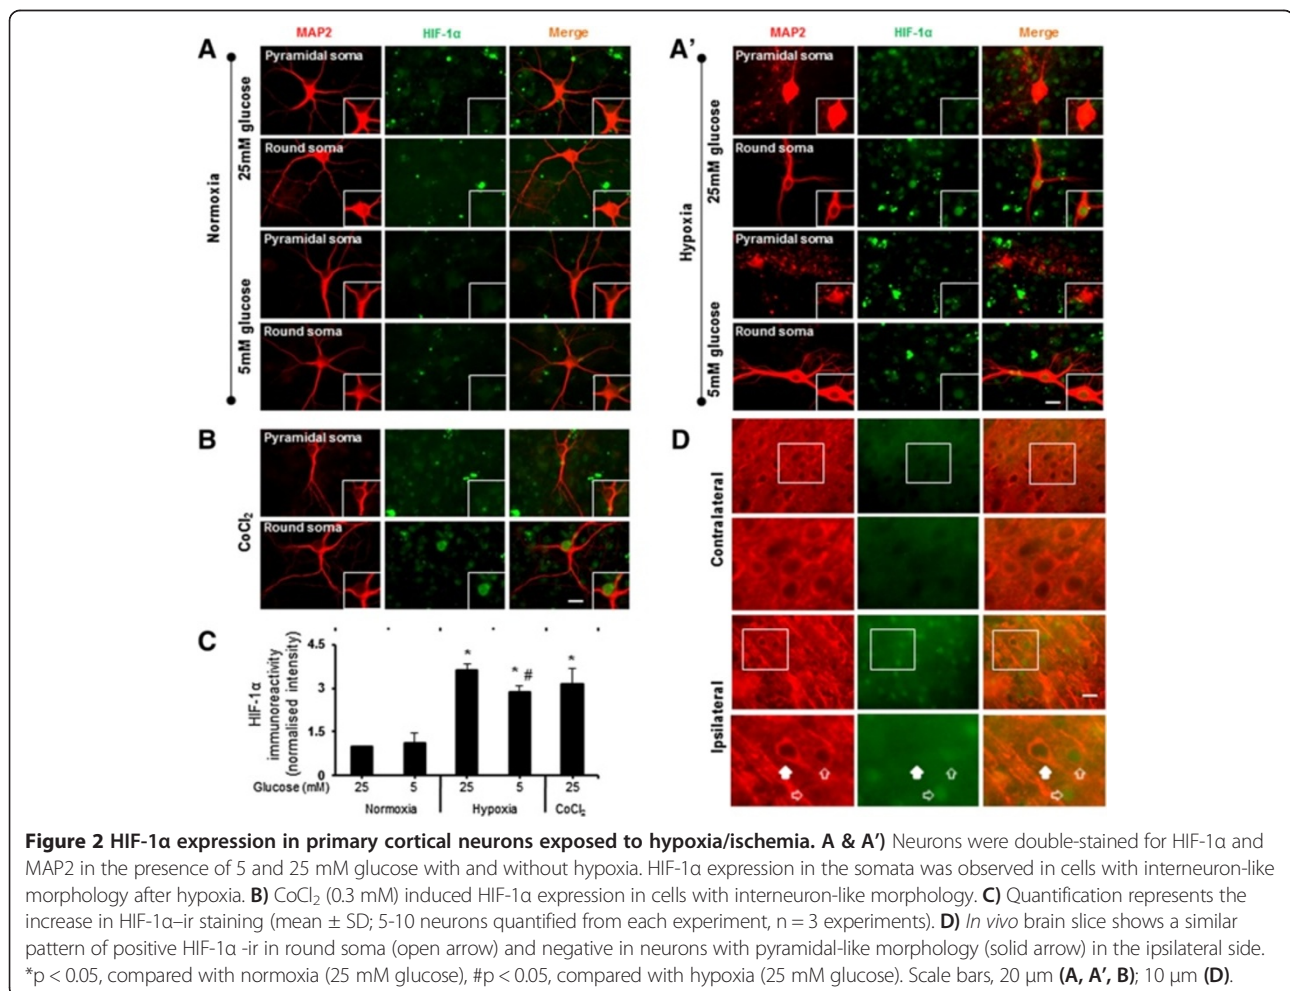 A
MAP2 HIF-1α Merge
Normoxia
25mM glucose
Pyramidal soma
Round soma
5mM glucose
Pyramidal soma
Round soma
A'
MAP2 HIF-1α Merge
Hypoxia
25mM glucose
Pyramidal soma
Round soma
5mM glucose
Pyramidal soma
Round soma
B
CoCl₂
Pyramidal soma
Round soma
C
HIF-1α
immunoreactivity
(normalised intensity)
4.5
3
1.5
0
* * # *
Glucose (mM) 25 5 25 5 25
Normoxia Hypoxia CoCl₂
D
Contralateral
Ipsilateral
Figure 2 HIF-1α expression in primary cortical neurons exposed to hypoxia/ischemia. A & A') Neurons were double-stained for HIF-1α and
MAP2 in the presence of 5 and 25 mM glucose with and without hypoxia. HIF-1α expression in the somata was observed in cells with interneuron-like
morphology after hypoxia. B) CoCl₂ (0.3 mM) induced HIF-1α expression in cells with interneuron-like morphology. C) Quantification represents the
increase in HIF-1α–ir staining (mean ± SD; 5-10 neurons quantified from each experiment, n = 3 experiments). D) In vivo brain slice shows a similar
pattern of positive HIF-1α -ir in round soma (open arrow) and negative in neurons with pyramidal-like morphology (solid arrow) in the ipsilateral side.
*p < 0.05, compared with normoxia (25 mM glucose), #p < 0.05, compared with hypoxia (25 mM glucose). Scale bars, 20 μm (A, A', B); 10 μm (D).